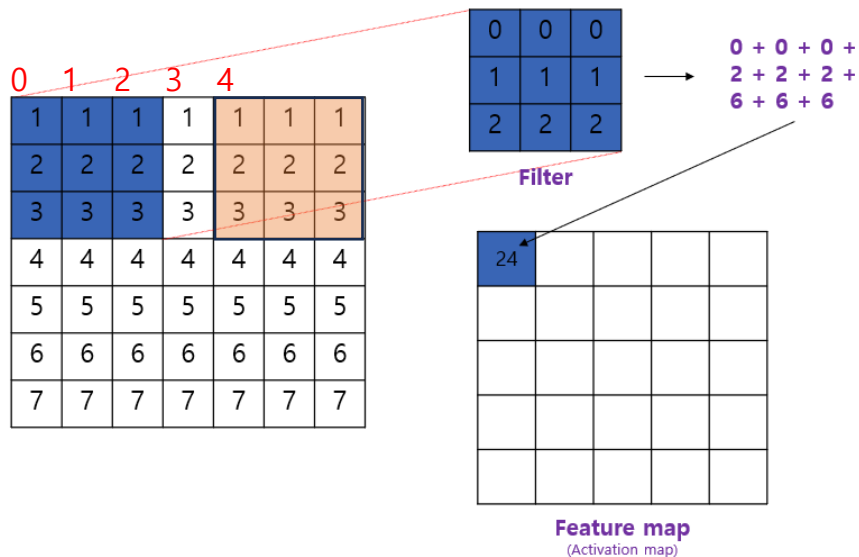 0 1 2 3 4
1 1 1 1 1 1 1
2 2 2 2 2 2 2
3 3 3 3 3 3 3
4 4 4 4 4 4 4
5 5 5 5 5 5 5
6 6 6 6 6 6 6
7 7 7 7 7 7 7
0 0 0
1 1 1
2 2 2
Filter
0 + 0 + 0 +
2 + 2 + 2 +
6 + 6 + 6
24
Feature map
(Activation map)